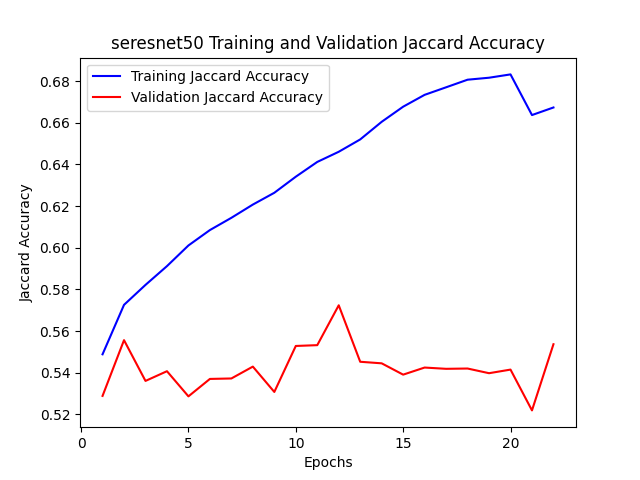 seresnet50 Training and Validation Jaccard Accuracy
Training Jaccard Accuracy
Validation Jaccard Accuracy
Jaccard Accuracy
0.68
0.66
0.64
0.62
0.60
0.58
0.56
0.54
0.52
0 5 10 15 20
Epochs